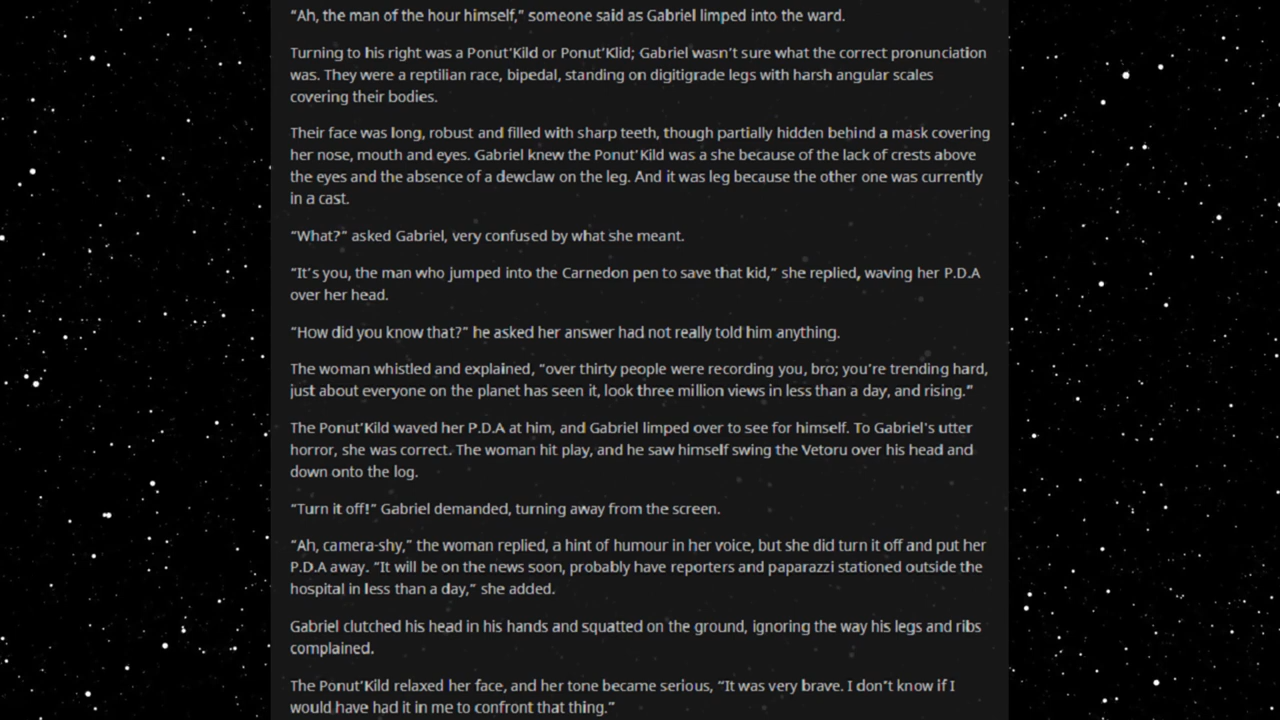 “Ah, the man of the hour himself,” someone said as Gabriel limped into the ward.
Turning to his right was a Ponut’Kild or Ponut’Klid; Gabriel wasn’t sure what the correct pronunciation
was. They were a reptilian race, bipedal, standing on digitigrade legs with harsh angular scales
covering their bodies.
Their face was long, robust and filled with sharp teeth, though partially hidden behind a mask covering
her nose, mouth and eyes. Gabriel knew the Ponut’Kild was a she because of the lack of crests above
the eyes and the absence of a dewclaw on the leg. And it was leg because the other one was currently
in a cast.
“What?” asked Gabriel, very confused by what she meant.
“It’s you, the man who jumped into the Carnedon pen to save that kid,” she replied, waving her P.D.A
over her head.
“How did you know that?” he asked her answer had not really told him anything.
The woman whistled and explained, “over thirty people were recording you, bro; you’re trending hard,
just about everyone on the planet has seen it, look three million views in less than a day, and rising.”
The Ponut’Kild waved her P.D.A at him, and Gabriel limped over to see for himself. To Gabriel’s utter
horror, she was correct. The woman hit play, and he saw himself swing the Vetoru over his head and
down onto the log.
“Turn it off!” Gabriel demanded, turning away from the screen.
“Ah, camera-shy,” the woman replied, a hint of humour in her voice, but she did turn it off and put her
P.D.A away. “It will be on the news soon, probably have reporters and paparazzi stationed outside the
hospital in less than a day,” she added.
Gabriel clutched his head in his hands and squatted on the ground, ignoring the way his legs and ribs
complained.
The Ponut’Kild relaxed her face, and her tone became serious, “It was very brave. I don’t know if I
would have had it in me to confront that thing.”